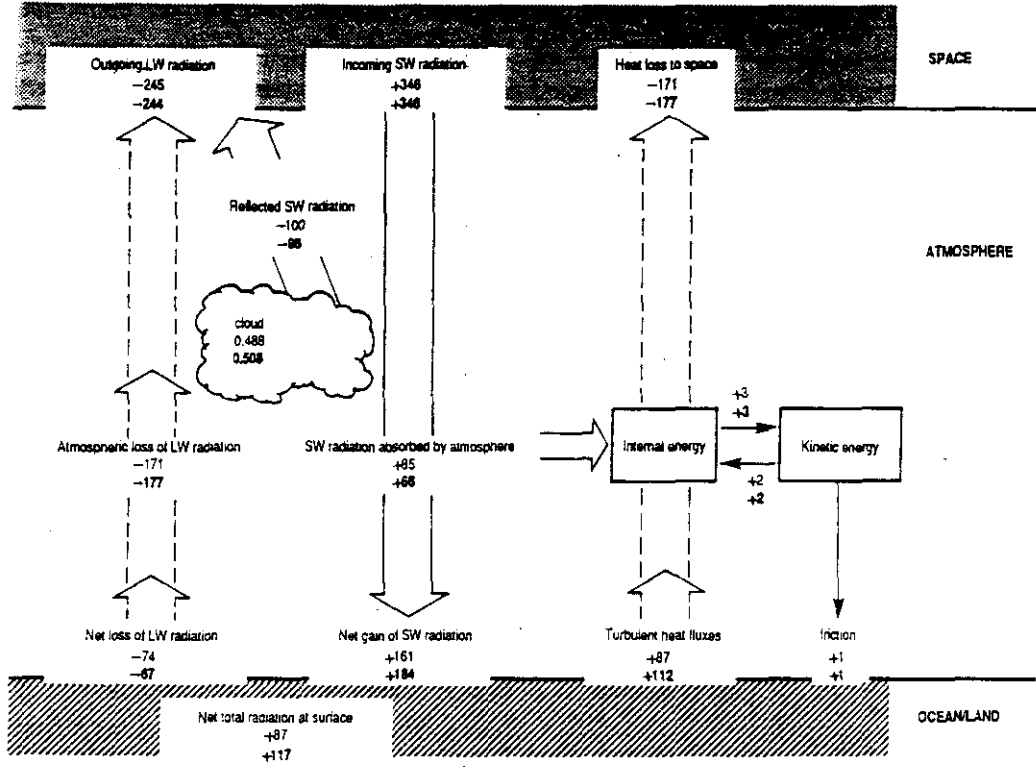 SPACE
Outgoing LW radiation
−245
−244
Incoming SW radiation
+346
+346
Heat loss to space
−171
−177
Reflected SW radiation
−100
ATMOSPHERE
cloud
0.488
0.508
Atmospheric loss of LW radiation
−171
−177
SW radiation absorbed by atmosphere
+85
+66
Internal energy
+3
+3
+2
+2
Kinetic energy
Net loss of LW radiation
−74
−67
Net gain of SW radiation
+161
+184
Turbulent heat fluxes
+87
+112
friction
+1
+1
Net total radiation at surface
+87
+117
OCEAN/LAND